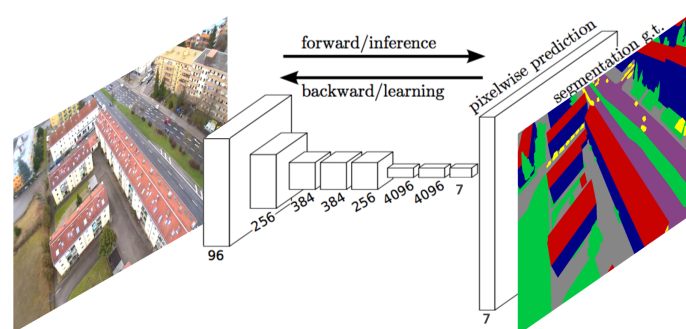 forward/inference
backward/learning
pixelwise prediction
segmentation g.t.
96
256
384
384
256
4096
4096
7
7